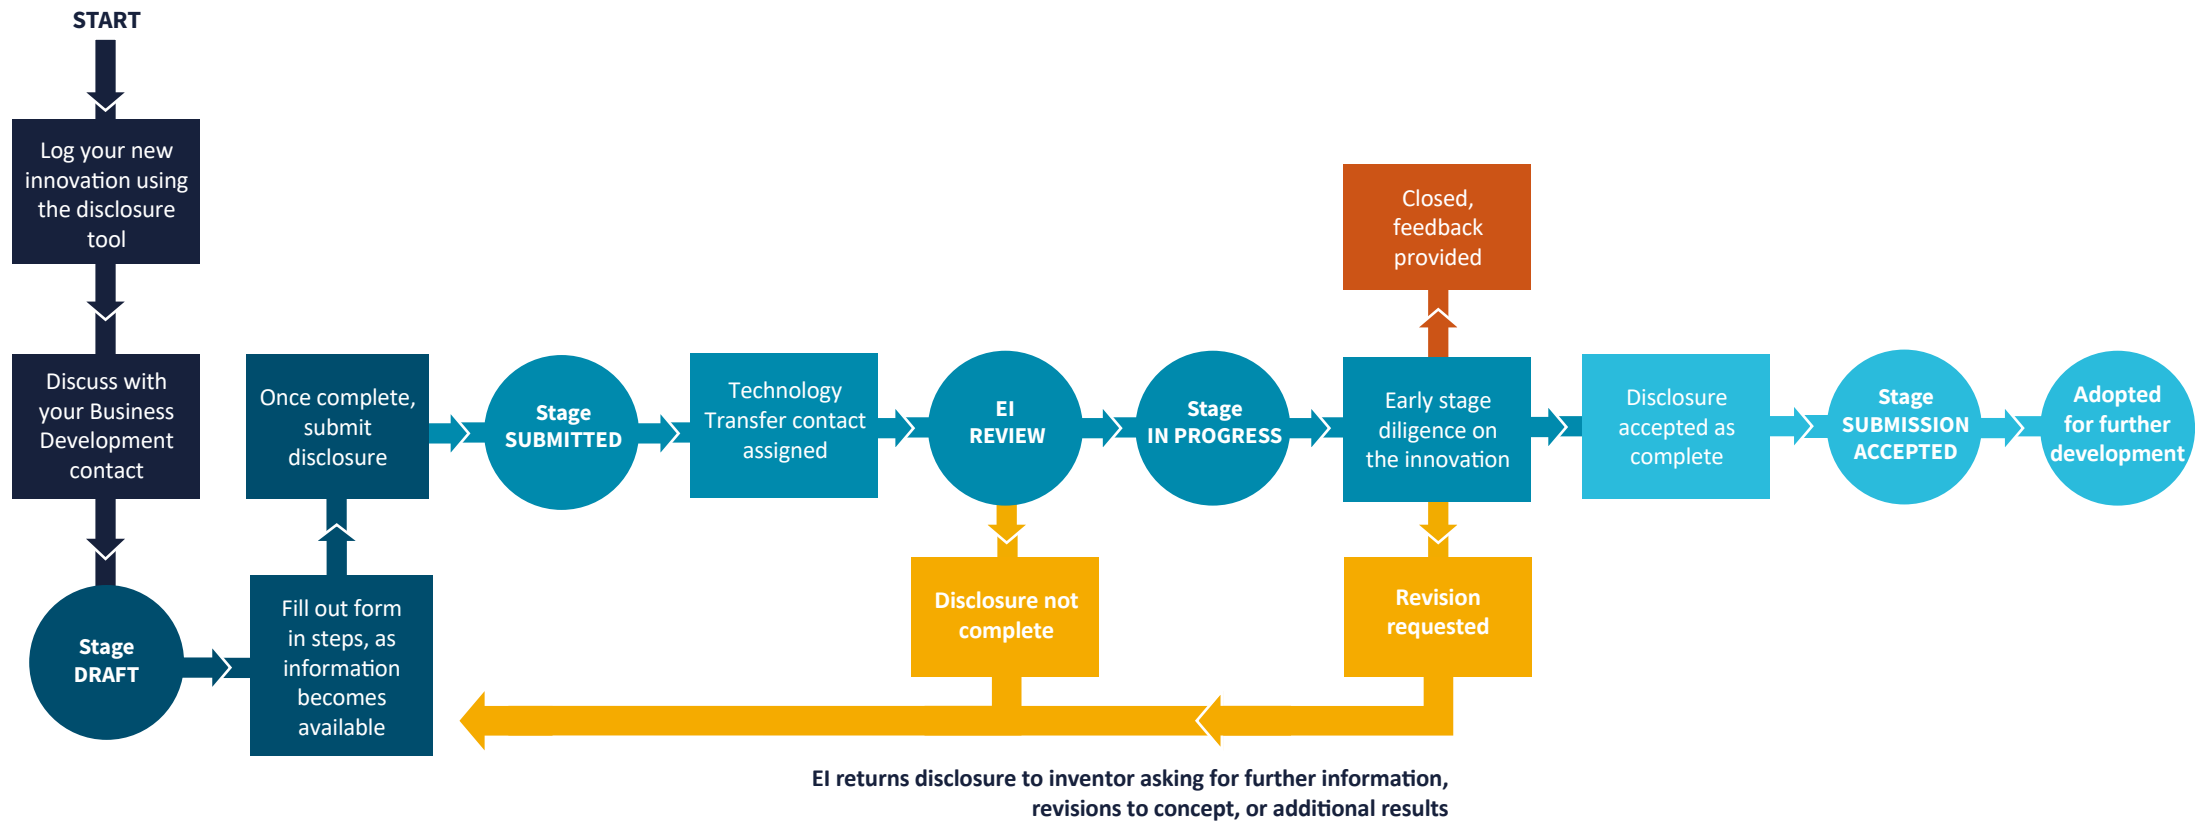 START
Log your new
innovation using
the disclosure
tool
Discuss with
your Business
Development
contact
Stage
DRAFT
Fill out form
in steps, as
information
becomes
available
Once complete,
submit
disclosure
Stage
SUBMITTED
Technology
Transfer contact
assigned
EI
REVIEW
Disclosure not
complete
Stage
IN PROGRESS
Closed,
feedback
provided
Early stage
diligence on
the innovation
Revision
requested
Disclosure
accepted as
complete
Stage
SUBMISSION
ACCEPTED
Adopted
for further
development
EI returns disclosure to inventor asking for further information,
revisions to concept, or additional results